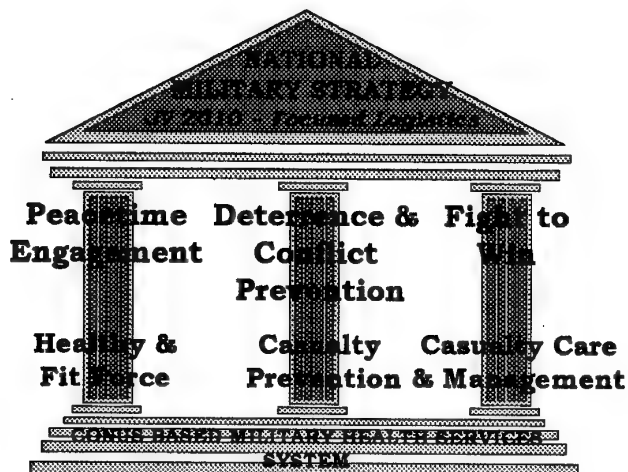 NATIONAL
MILITARY STRATEGY
JV 2010 - Focused Logistics
Peacetime Deterrence & Fight to
Engagement Conflict Win
Prevention
Healthy & Casualty Casualty Care
Fit Force Prevention & Management
CONUS BASED MILITARY HEALTH SERVICES
SYSTEM